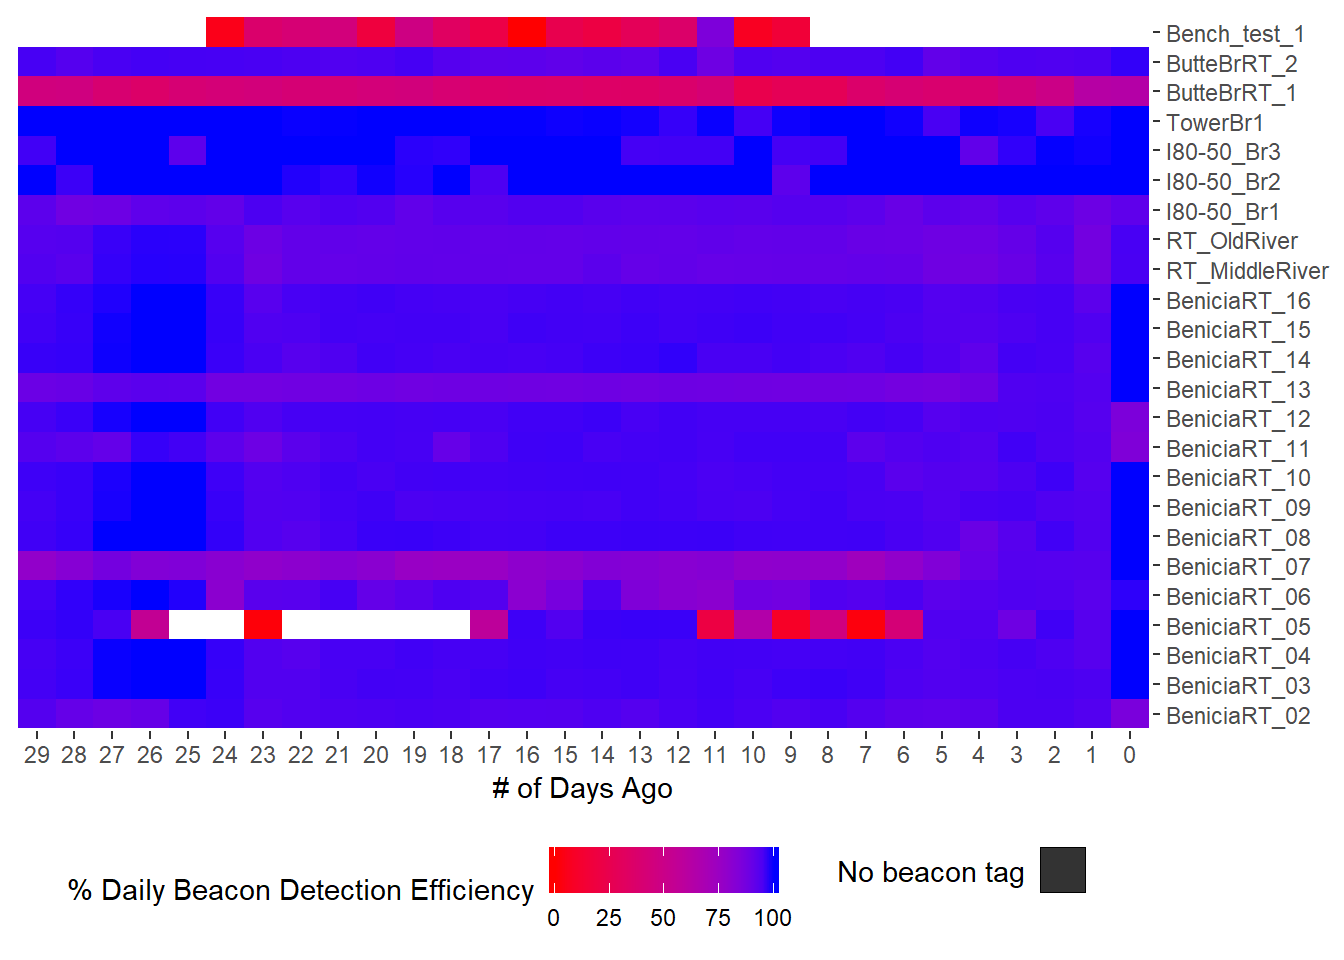 Bench_test_1
ButteBrRT_2
ButteBrRT_1
TowerBr1
I80-50_Br3
I80-50_Br2
I80-50_Br1
RT_OldRiver
RT_MiddleRiver
BeniciaRT_16
BeniciaRT_15
BeniciaRT_14
BeniciaRT_13
BeniciaRT_12
BeniciaRT_11
BeniciaRT_10
BeniciaRT_09
BeniciaRT_08
BeniciaRT_07
BeniciaRT_06
BeniciaRT_05
BeniciaRT_04
BeniciaRT_03
BeniciaRT_02
29 28 27 26 25 24 23 22 21 20 19 18 17 16 15 14 13 12 11 10 9 8 7 6 5 4 3 2 1 0
# of Days Ago
% Daily Beacon Detection Efficiency
0 25 50 75 100
No beacon tag